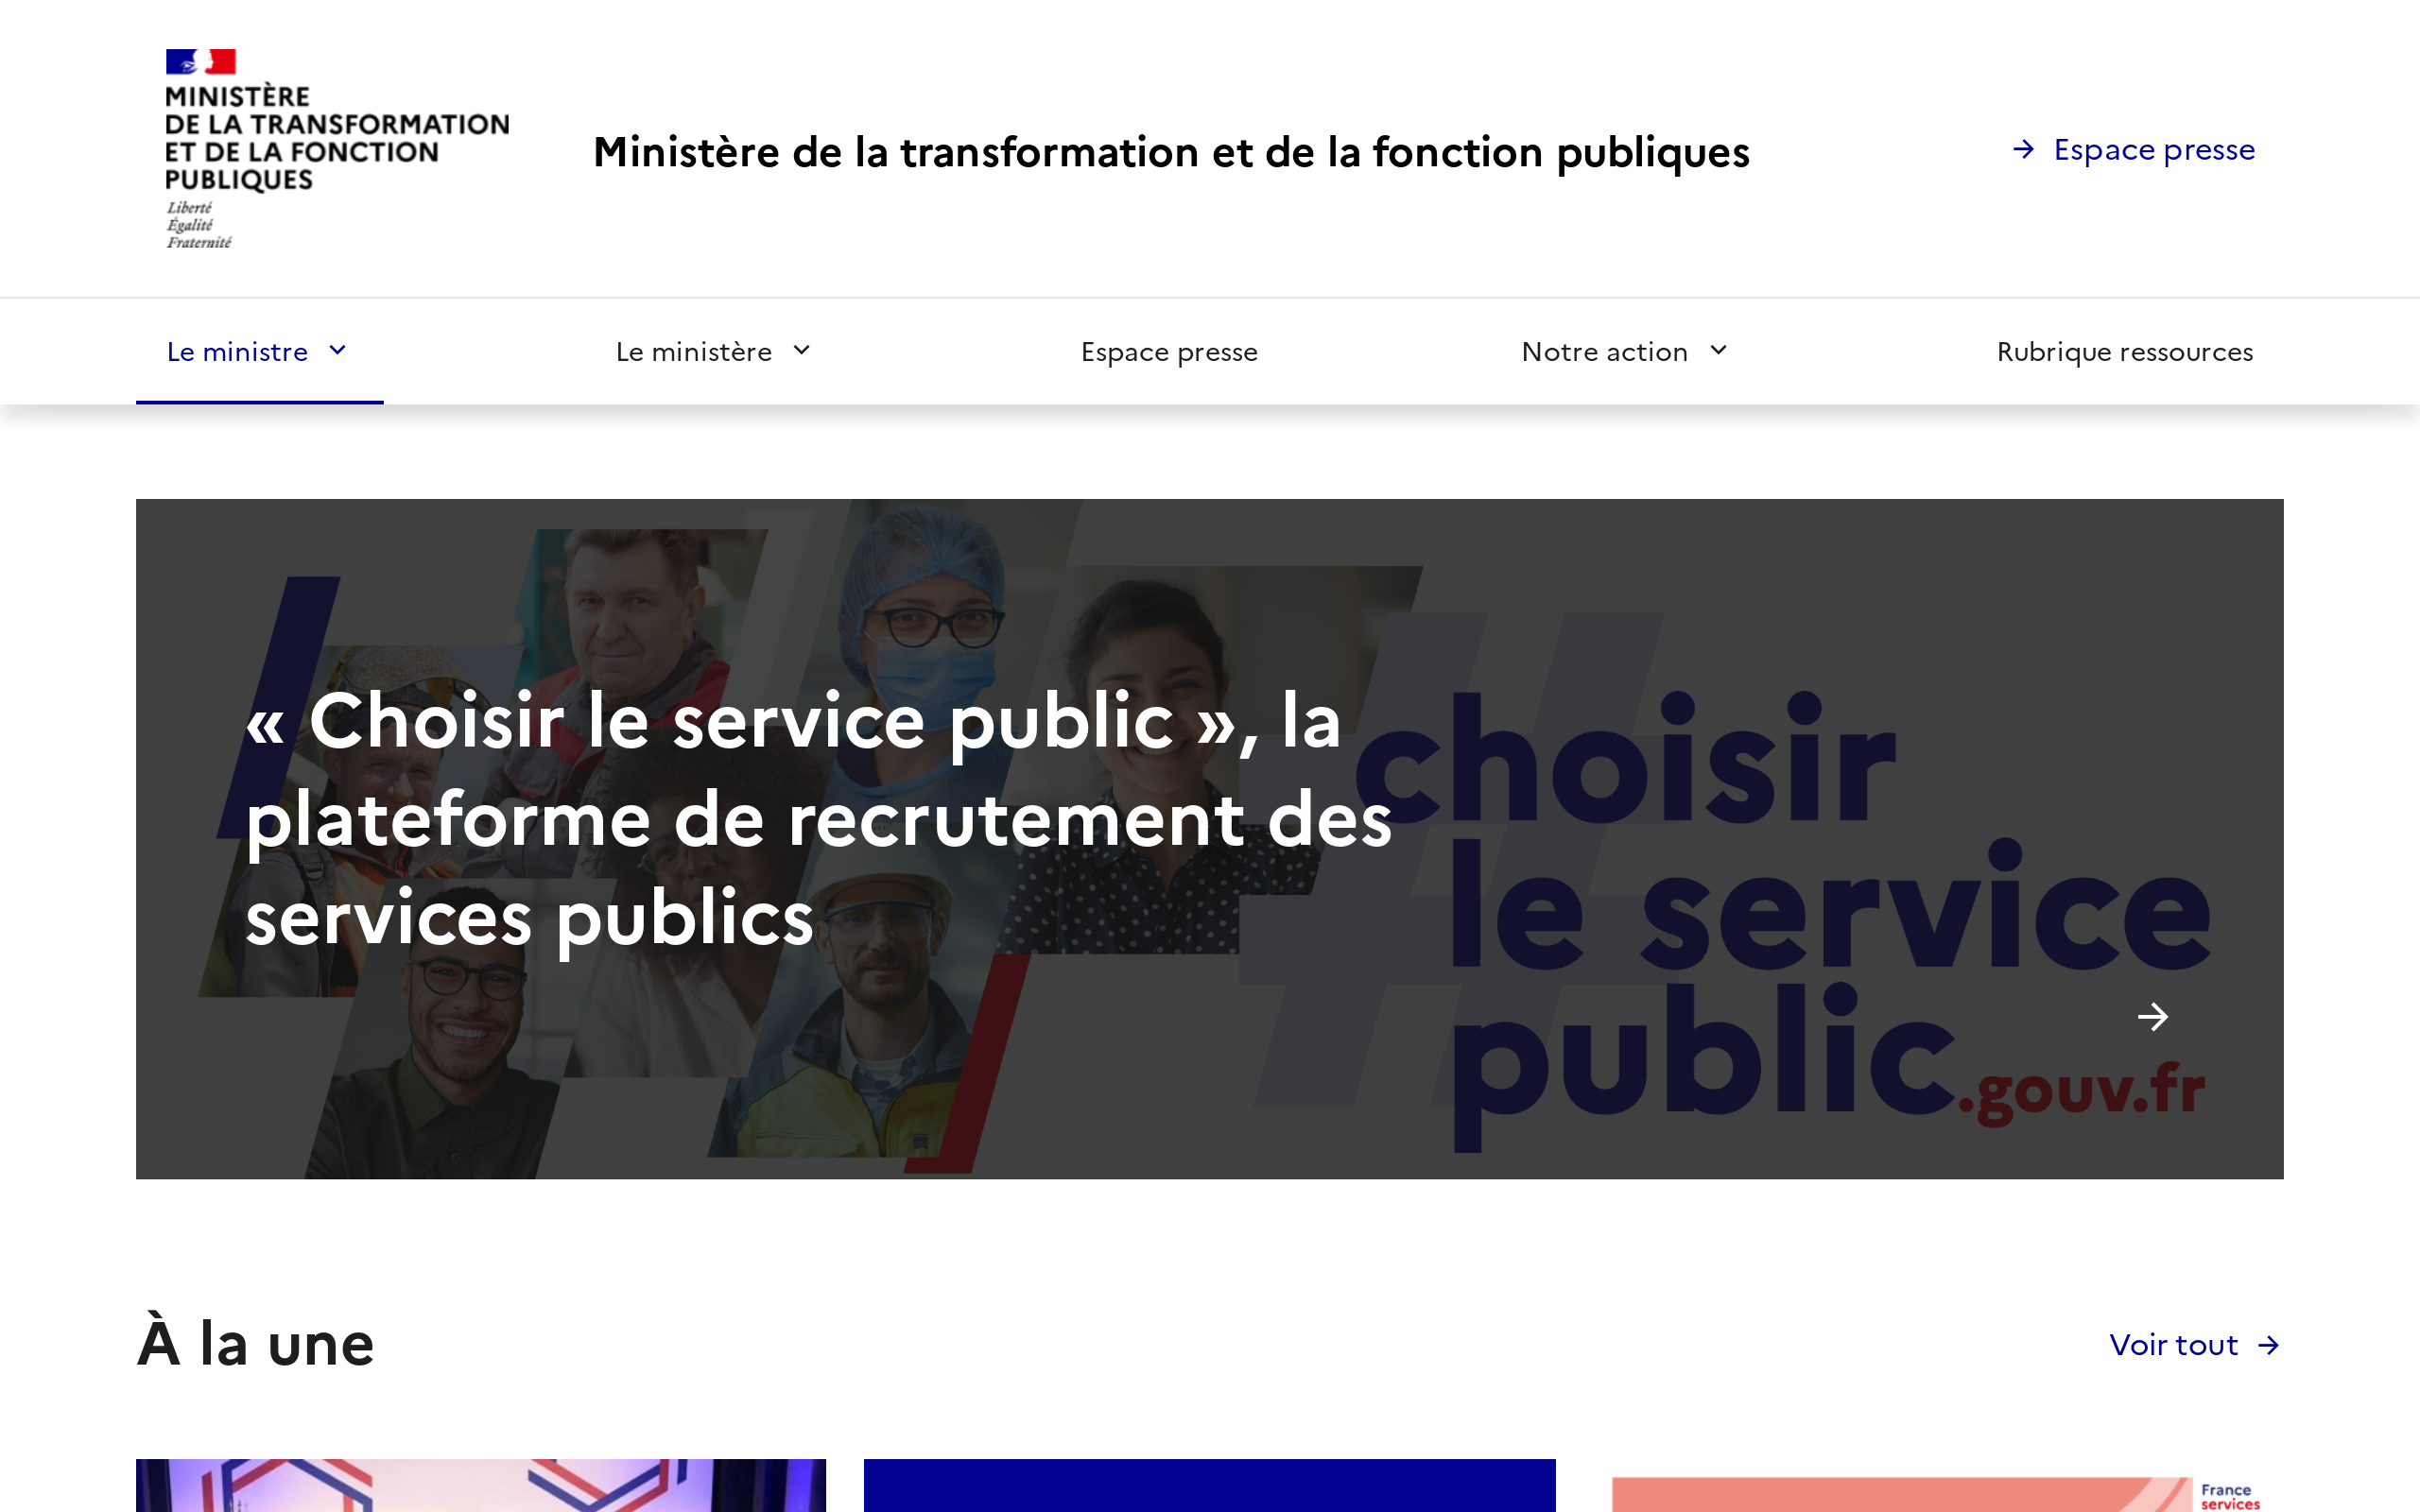 MINISTÈRE
DE LA TRANSFORMATION
ET DE LA FONCTION
PUBLIQUES
Liberté
Égalité
Fraternité
Ministère de la transformation et de la fonction publiques
Espace presse
Le ministre
Le ministère
Espace presse
Notre action
Rubrique ressources
« Choisir le service public », la
plateforme de recrutement des
services publics
choisir
le service
public.gouv.fr
À la une
Voir tout
France
services